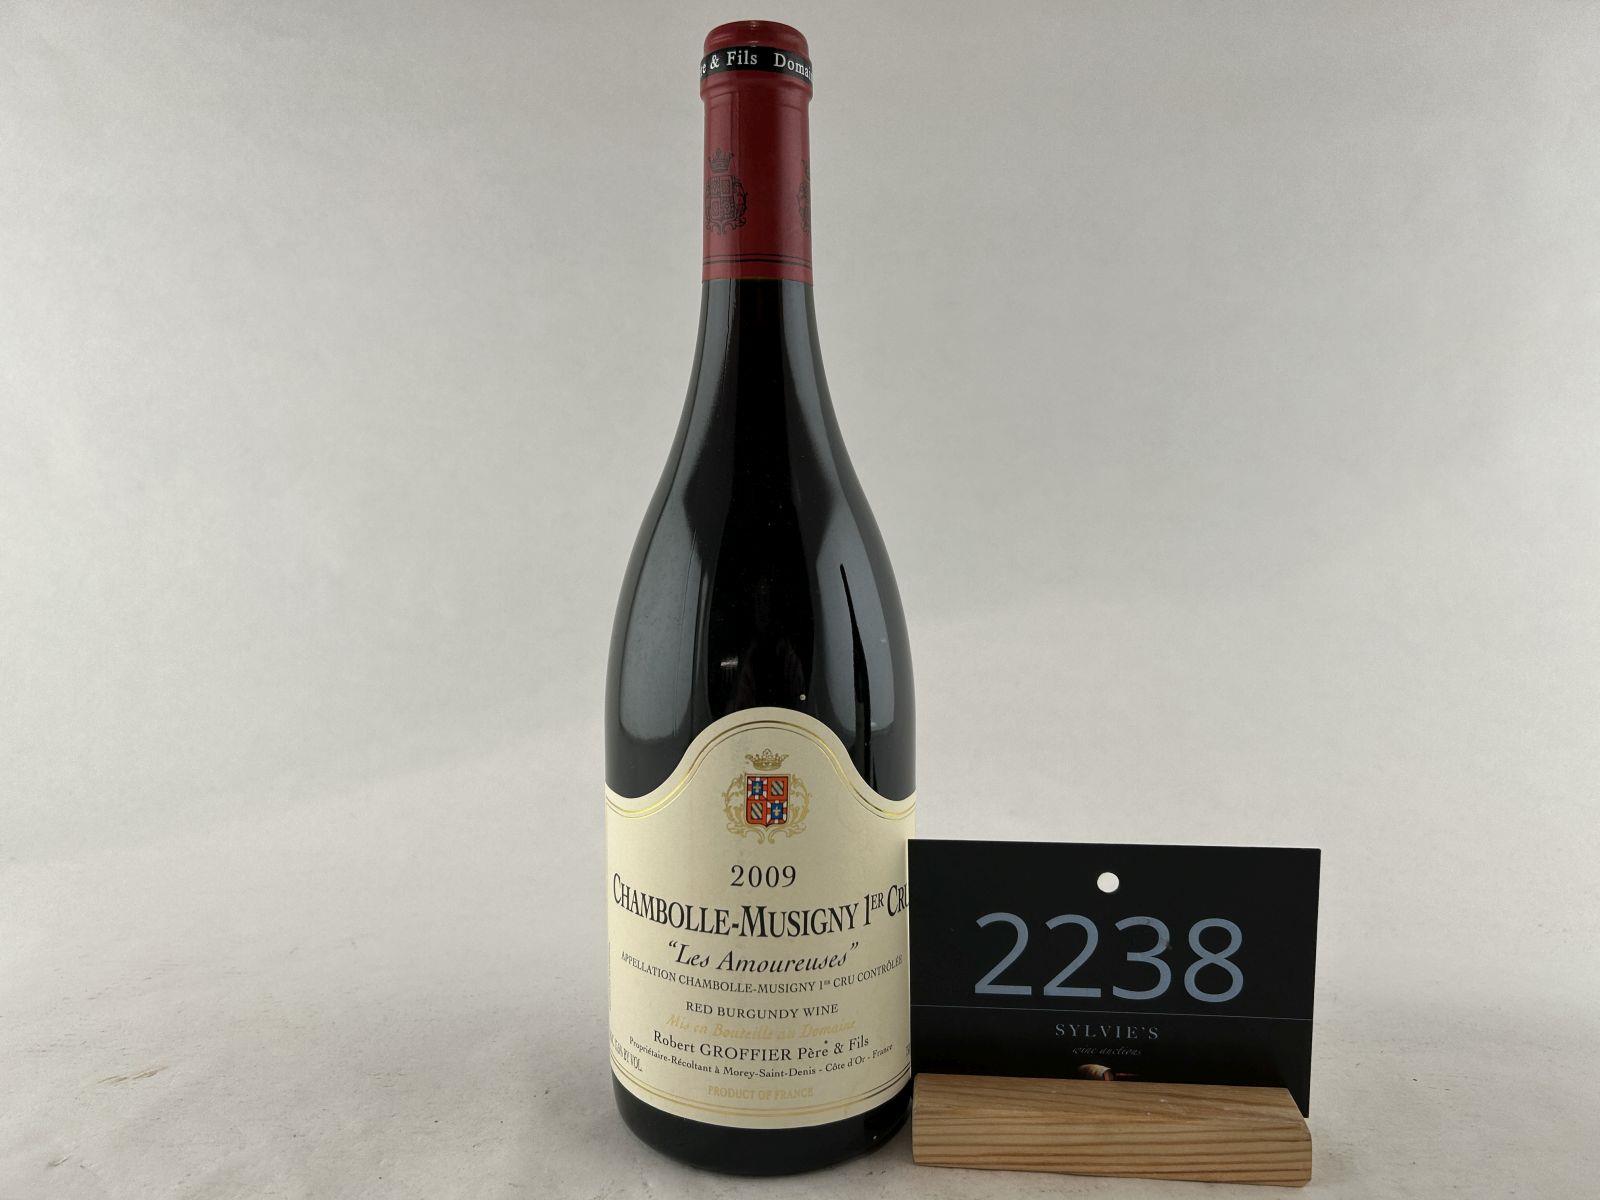 & Fils Domai
2009
CHAMBOLLE-MUSIGNY 1ER CRU
"Les Amoureuses"
APPELLATION CHAMBOLLE-MUSIGNY 1ER CRU CONTRÔLÉE
RED BURGUNDY WINE
Mis en Bouteille au Domaine
Robert GROFFIER Père & Fils
Propriétaire-Récoltant à Morey-Saint-Denis - Côte d'Or - France
BY VOL.
PRODUCT OF FRANCE
2238
SYLVIE'S
wine auctions